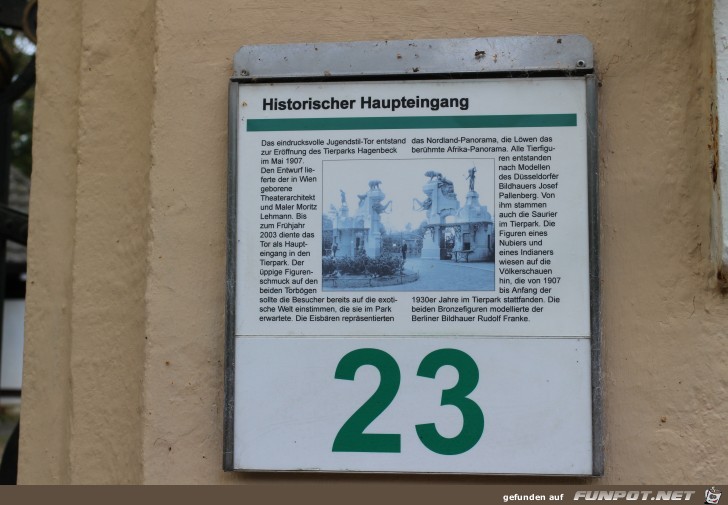 Historischer Haupteingang
Das eindrucksvolle Jugendstil-Tor entstand
zur Eröffnung des Tierparks Hagenbeck
im Mai 1907.
Den Entwurf lie-
ferte der in Wien
geborene
Theaterarchitekt
und Maler Moritz
Lehmann. Bis
zum Frühjahr
2003 diente das
Tor als Haupt-
eingang in den
Tierpark. Der
üppige Figuren-
schmuck auf den
beiden Torbögen
sollte die Besucher bereits auf die exoti-
sche Welt einstimmen, die sie im Park
erwartete. Die Eisbären repräsentierten
das Nordland-Panorama, die Löwen das
berühmte Afrika-Panorama. Alle Tierfigu-
ren entstanden
nach Modellen
des Düsseldorfer
Bildhauers Josef
Pallenberg. Von
ihm stammen
auch die Saurier
im Tierpark. Die
Figuren eines
Nubiers und
eines Indianers
wiesen auf die
Völkerschauen
hin, die von 1907
bis Anfang der
1930er Jahre im Tierpark stattfanden. Die
beiden Bronzefiguren modellierte der
Berliner Bildhauer Rudolf Franke.
23
gefunden auf FUNPOT.NET